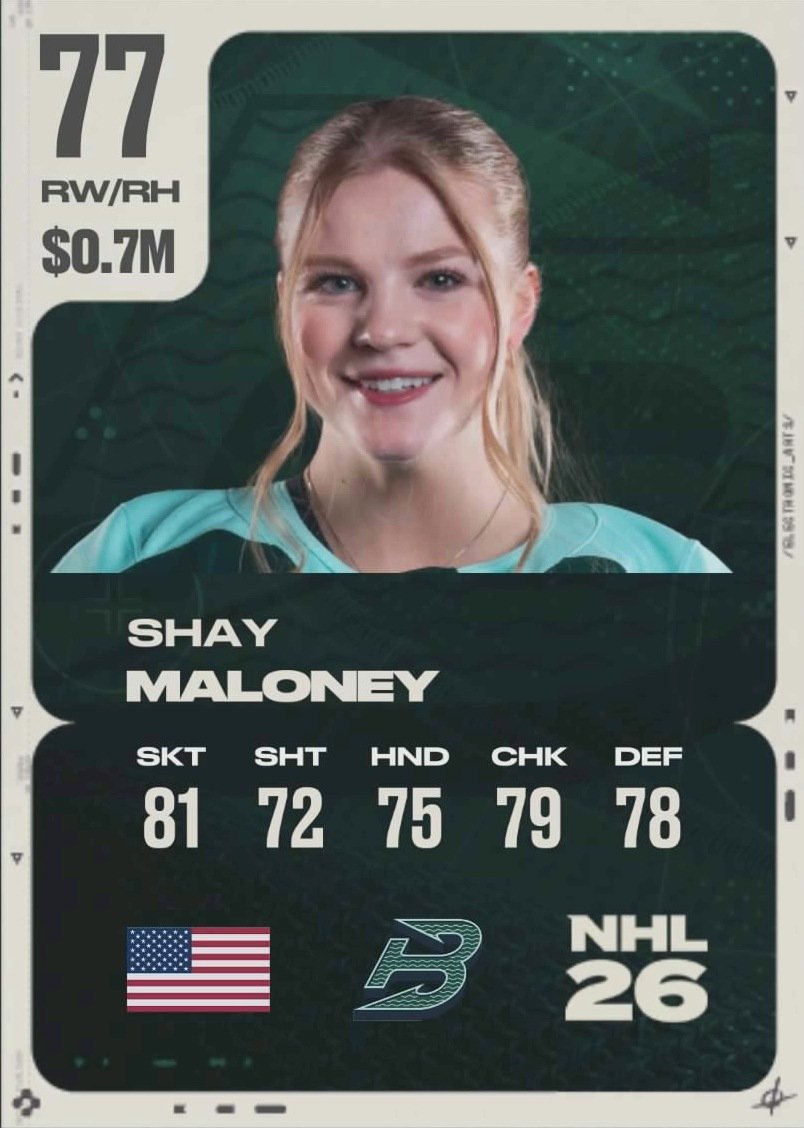 77
RW/RH
$0.7M
/ELECTRONIC_ARTS/
SHAY
MALONEY
SKT SHT HND CHK DEF
81 72 75 79 78
B
NHL
26